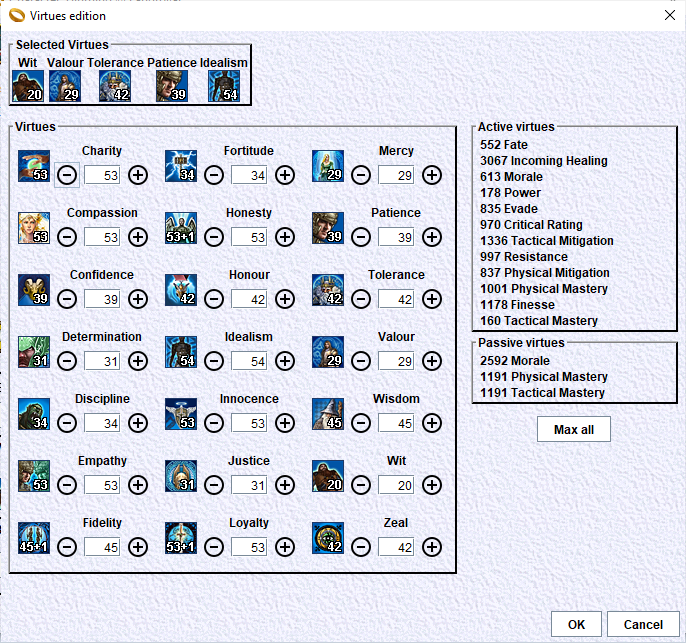 Virtues edition
Selected Virtues
Wit Valour Tolerance Patience Idealism
20 29 42 39 54
Virtues
Charity Fortitude Mercy
53 53 34 34 29 29
Compassion Honesty Patience
53 53 53+1 53 39 39
Confidence Honour Tolerance
39 39 42 42 42 42
Determination Idealism Valour
31 31 54 54 29 29
Discipline Innocence Wisdom
34 34 53 53 45 45
Empathy Justice Wit
53 53 31 31 20 20
Fidelity Loyalty Zeal
45+1 45 53+1 53 42 42
Active virtues
552 Fate
3067 Incoming Healing
613 Morale
178 Power
835 Evade
970 Critical Rating
1336 Tactical Mitigation
997 Resistance
837 Physical Mitigation
1001 Physical Mastery
1178 Finesse
160 Tactical Mastery
Passive virtues
2592 Morale
1191 Physical Mastery
1191 Tactical Mastery
Max all
OK Cancel